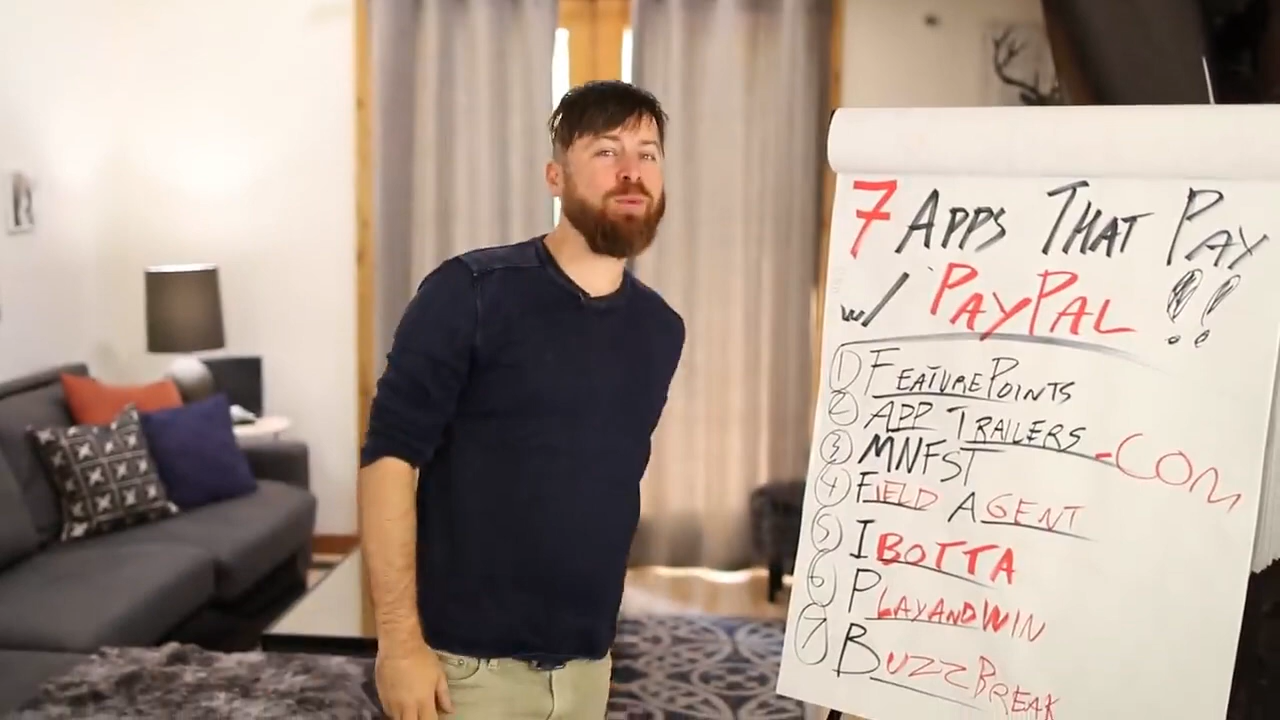 7 APPS THAT PAY
w/ PAYPAL !!
1 FEATUREPOINTS
2 APP TRAILERS-COM
3 MNFST
4 FIELD AGENT
5 IBOTTA
6 PLAYANDWIN
7 BUZZBREAK